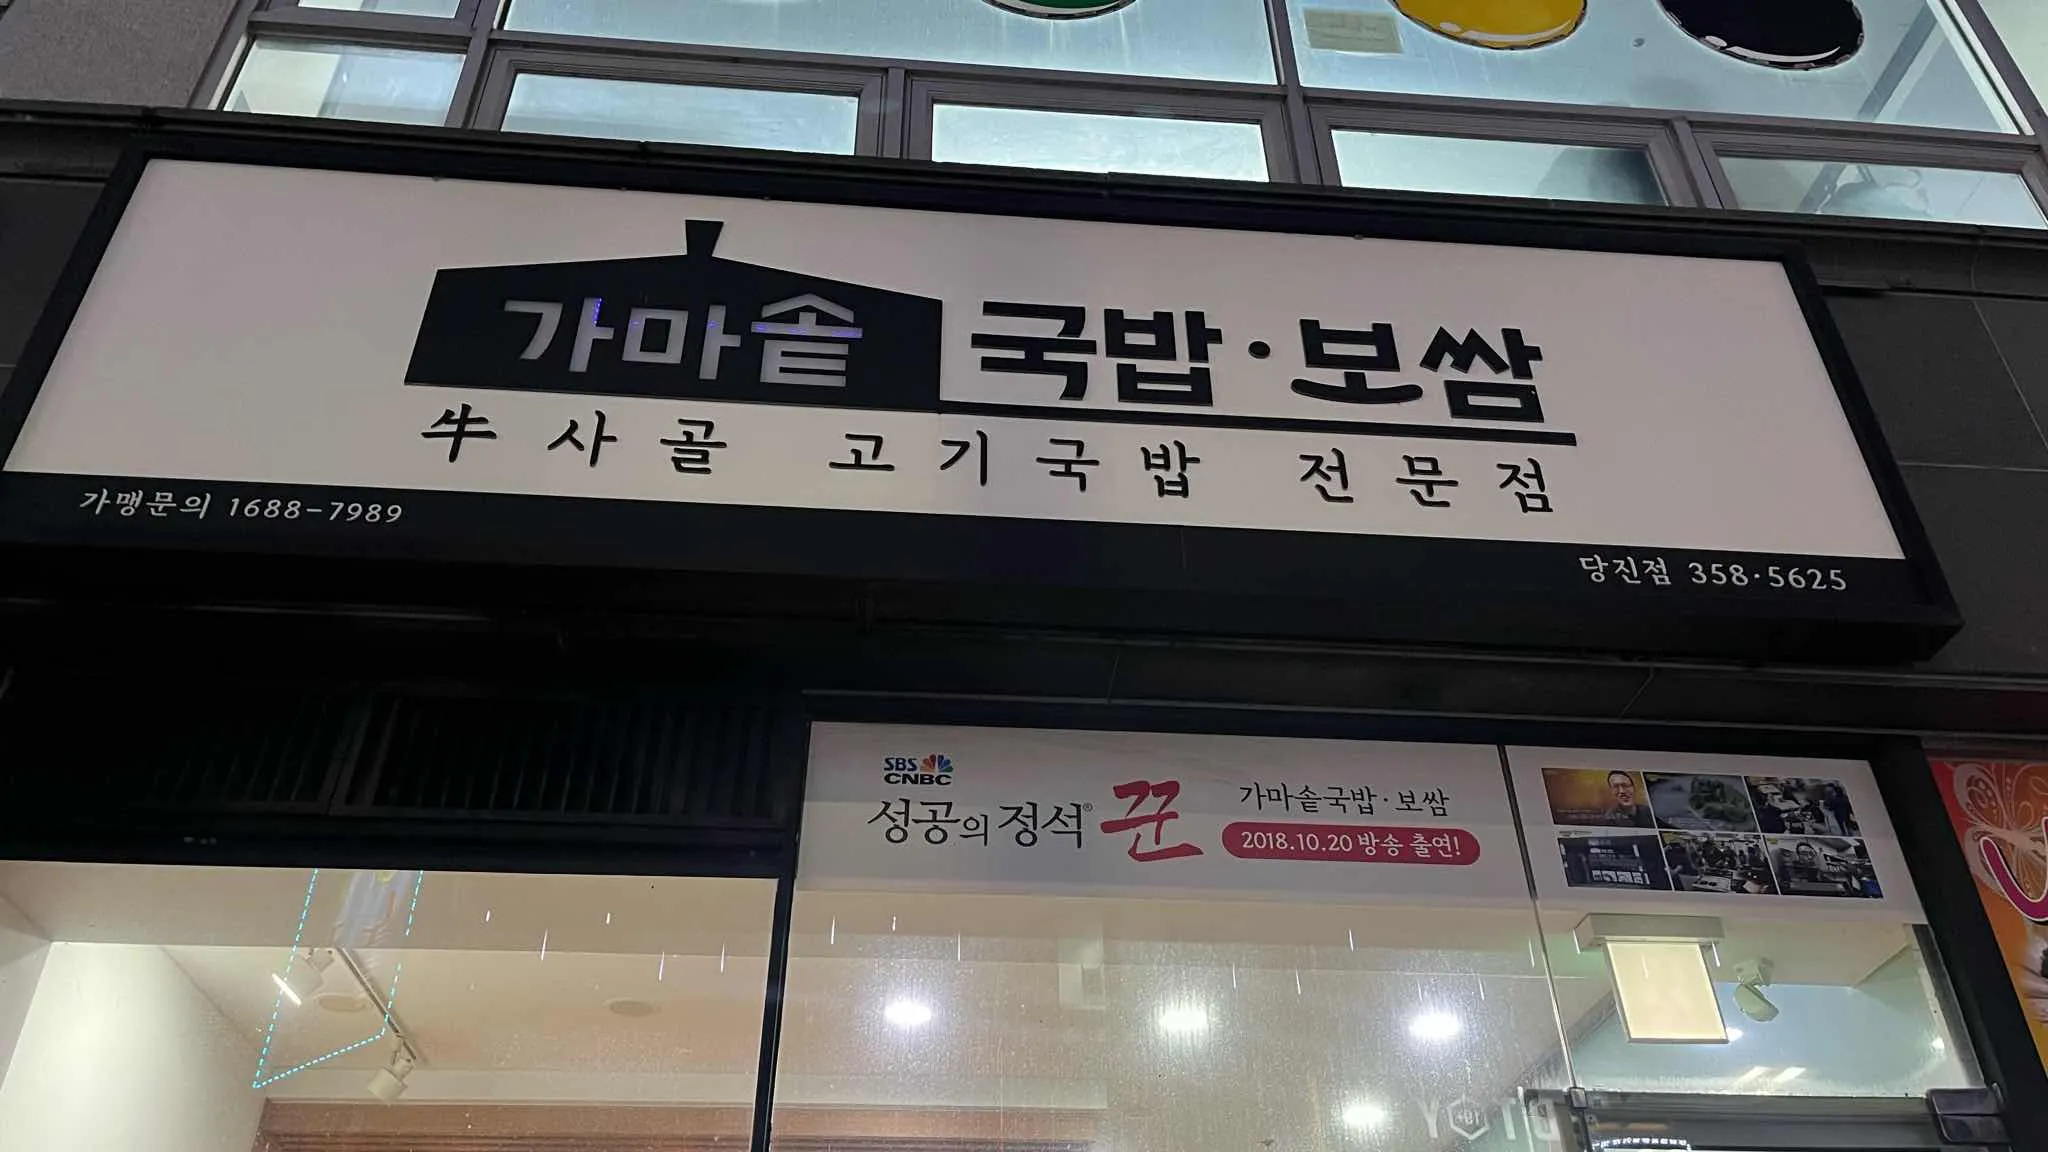 가마솥 국밥·보쌈
牛사골 고기국밥 전문점
가맹문의 1688-7989
당진점 358·5625
SBS
CNBC
성공의 정석® 꾼
가마솥국밥·보쌈
2018.10.20 방송 출연!